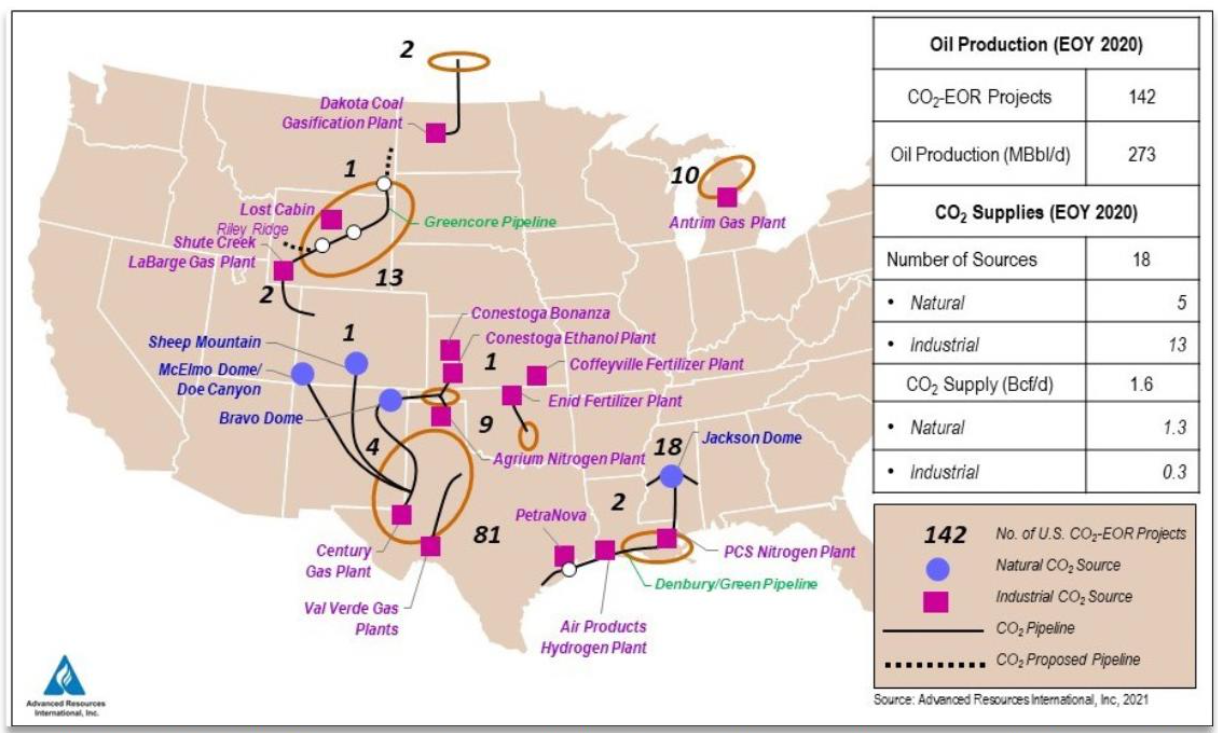 2
Dakota Coal
Gasification Plant
1
Lost Cabin
Riley Ridge
Shute Creek
LaBarge Gas Plant
Greencore Pipeline
13
2
10
Antrim Gas Plant
Sheep Mountain
1
McElmo Dome/
Doe Canyon
Bravo Dome
Conestoga Bonanza
Conestoga Ethanol Plant
1
Coffeyville Fertilizer Plant
Enid Fertilizer Plant
9
Agrium Nitrogen Plant
4
81
Century
Gas Plant
Val Verde Gas
Plants
18
Jackson Dome
2
PetraNova
PCS Nitrogen Plant
Denbury/Green Pipeline
Air Products
Hydrogen Plant
Advanced Resources
International, Inc.
Oil Production (EOY 2020)
CO₂-EOR Projects 142
Oil Production (MBbl/d) 273
CO₂ Supplies (EOY 2020)
Number of Sources 18
• Natural 5
• Industrial 13
CO₂ Supply (Bcf/d) 1.6
• Natural 1.3
• Industrial 0.3
142 No. of U.S. CO₂-EOR Projects
Natural CO₂ Source
Industrial CO₂ Source
CO₂ Pipeline
CO₂ Proposed Pipeline
Source: Advanced Resources International, Inc, 2021